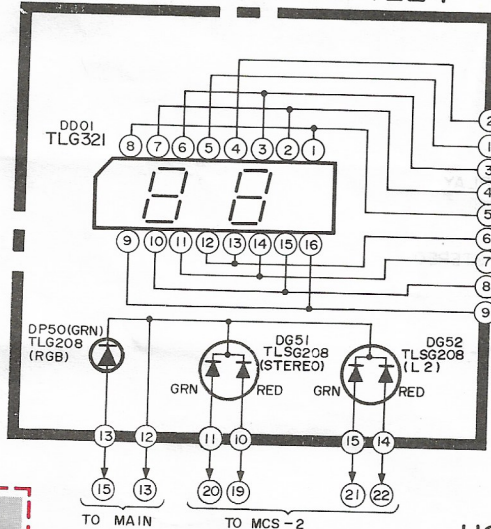 DD01
TLG321
8 7 6 5 4 3 2 1
2
1
3
4
5
6
7
8
9
9 10 11 12 13 14 15 16
DP50(GRN)
TLG208
(RGB)
DG51
TLSG208
(STEREO)
GRN RED
DG52
TLSG208
(L2)
GRN RED
13 12 11 10 15 14
15 13 20 19 21 22
TO MAIN TO MCS-2